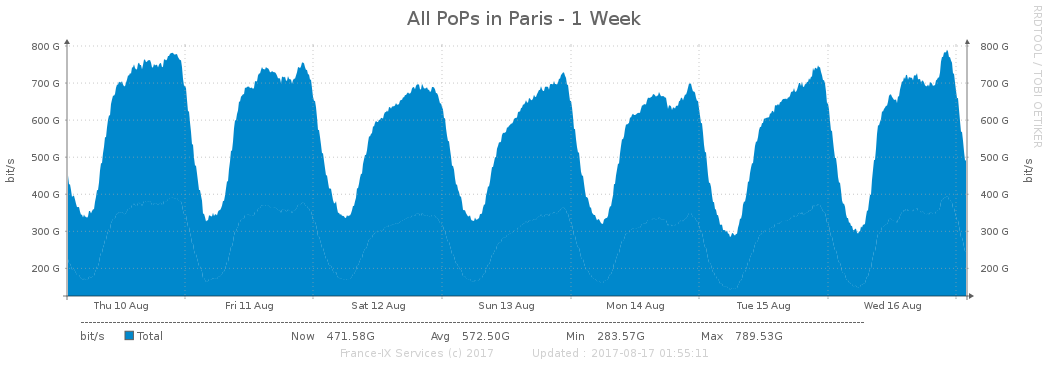 All PoPs in Paris - 1 Week
RRDTOOL / TOBI OETIKER
800 G 800 G
700 G 700 G
600 G 600 G
500 G 500 G
400 G 400 G
300 G 300 G
200 G 200 G
bit/s bit/s
Thu 10 Aug Fri 11 Aug Sat 12 Aug Sun 13 Aug Mon 14 Aug Tue 15 Aug Wed 16 Aug
bit/s Total Now 471.58G Avg 572.50G Min 283.57G Max 789.53G
France-IX Services (c) 2017 Updated : 2017-08-17 01:55:11